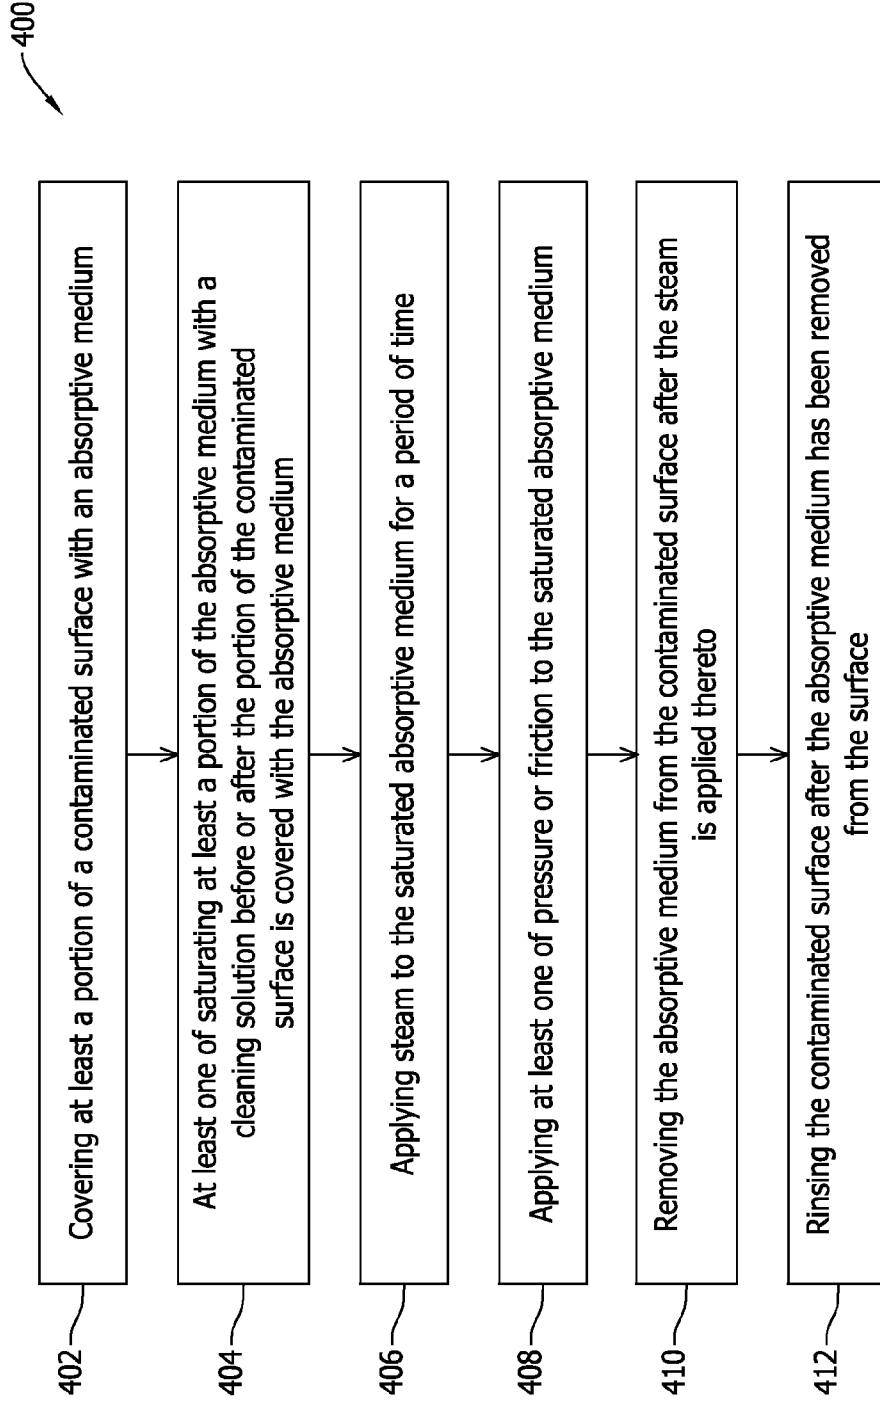 400
402
Covering at least a portion of a contaminated surface with an absorptive medium
404
At least one of saturating at least a portion of the absorptive medium with a
cleaning solution before or after the portion of the contaminated
surface is covered with the absorptive medium
406
Applying steam to the saturated absorptive medium for a period of time
408
Applying at least one of pressure or friction to the saturated absorptive medium
410
Removing the absorptive medium from the contaminated surface after the steam
is applied thereto
412
Rinsing the contaminated surface after the absorptive medium has been removed
from the surface